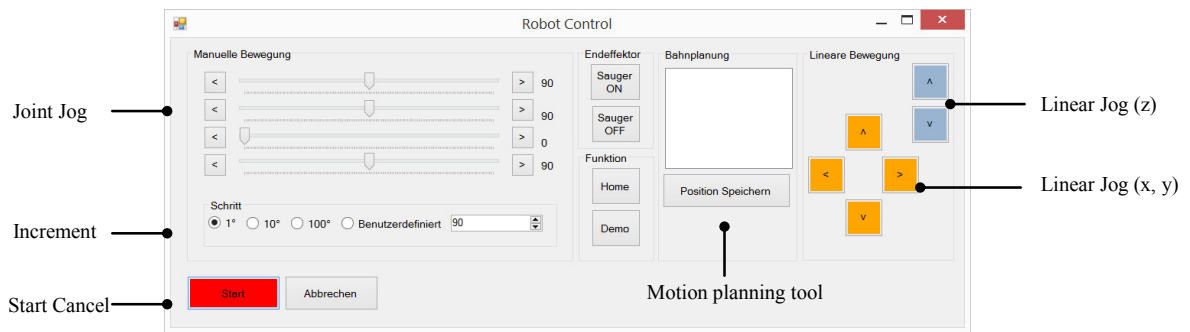 Robot Control
Manuelle Bewegung
< > 90
< > 90
< > 0
< > 90
Schritt
1° 10° 100° Benutzerdefiniert 90
Start Abbrechen
Endeffektor
Sauger
ON
Sauger
OFF
Funktion
Home
Demo
Bahnplanung
Position Speichern
Lineare Bewegung
^
v
^
< >
v
Joint Jog
Increment
Start Cancel
Motion planning tool
Linear Jog (z)
Linear Jog (x, y)